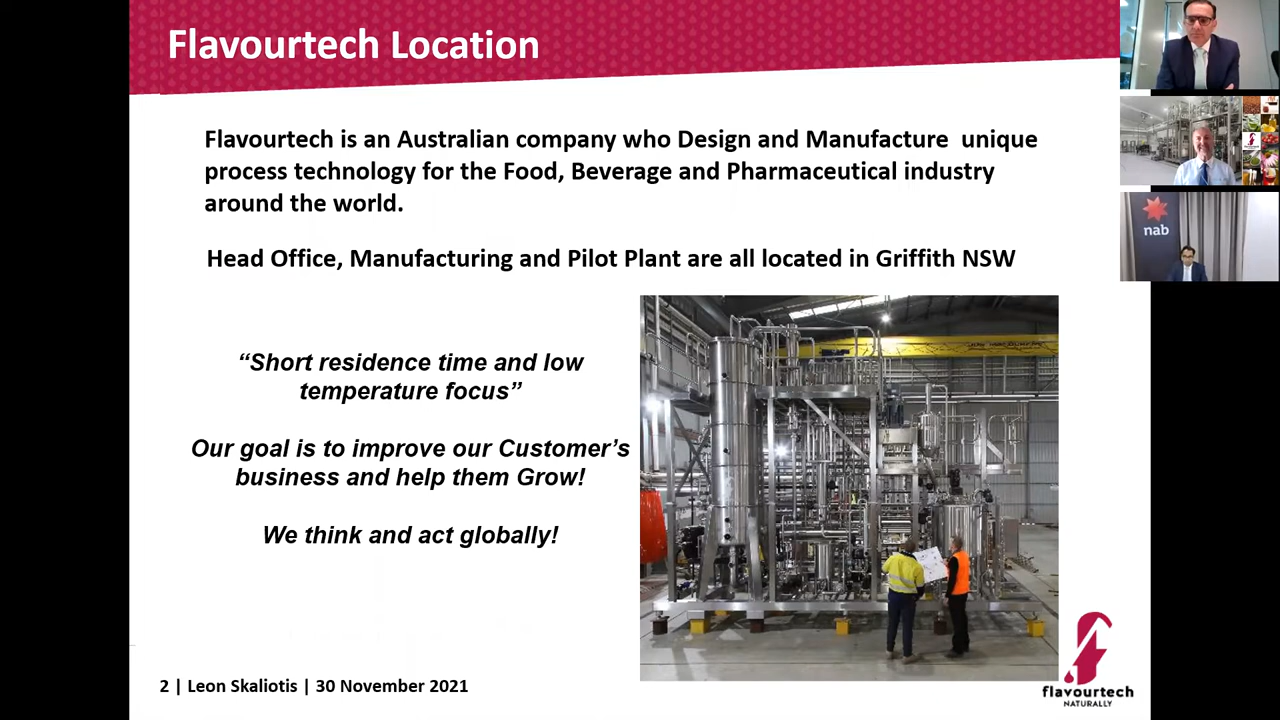 Flavourtech Location
Flavourtech is an Australian company who Design and Manufacture unique
process technology for the Food, Beverage and Pharmaceutical industry
around the world.
Head Office, Manufacturing and Pilot Plant are all located in Griffith NSW
“Short residence time and low
temperature focus”
Our goal is to improve our Customer’s
business and help them Grow!
We think and act globally!
2 | Leon Skaliotis | 30 November 2021
flavourtech
NATURALLY
nab